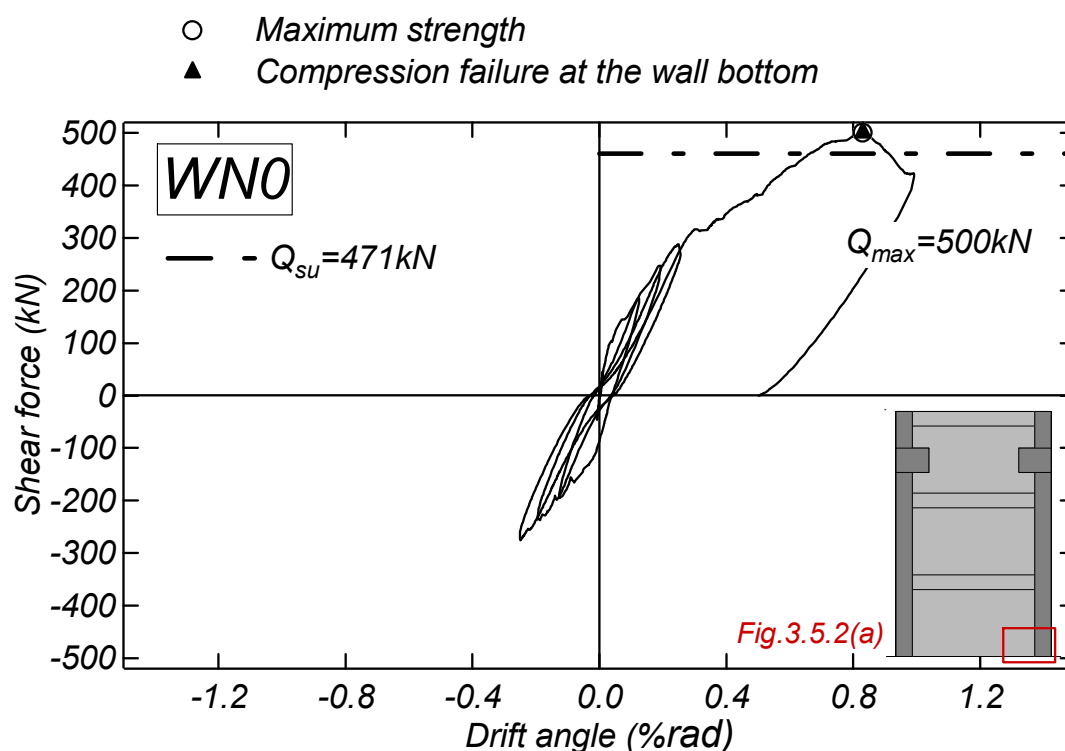 Maximum strength
Compression failure at the wall bottom
WN0
Q_su=471kN
Q_max=500kN
500
400
300
200
100
0
-100
-200
-300
-400
-500
Shear force (kN)
Fig.3.5.2(a)
-1.2
-0.8
-0.4
0.0
0.4
0.8
1.2
Drift angle (%rad)